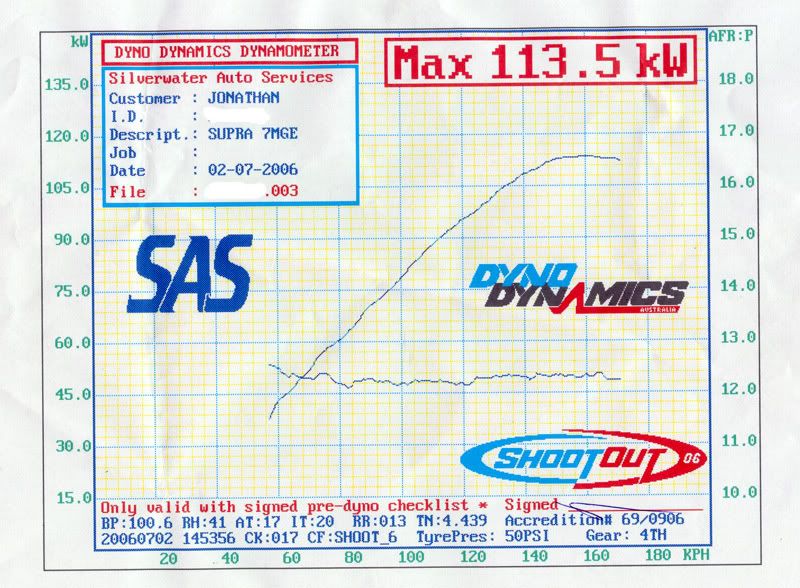 kW
DYNO DYNAMICS DYNAMOMETER
Max 113.5 kW
AFR:P
Silverwater Auto Services
Customer : JONATHAN
I.D. :
Descript.: SUPRA 7MGE
Job :
Date : 02-07-2006
File : .003
135.0
120.0
105.0
90.0
75.0
60.0
45.0
30.0
15.0
18.0
17.0
16.0
15.0
14.0
13.0
12.0
11.0
10.0
SAS
DYNO
DYNAMICS
AUSTRALIA
SHOOTOUT 06
Only valid with signed pre-dyno checklist * Signed
BP:100.6 RH:41 AT:17 IT:20 RR:013 TN:4.439 Accredition# 69/0906
20060702 145356 CK:017 CF:SHOOT_6 TyrePres: 50PSI Gear: 4TH
20 40 60 80 100 120 140 160 180 KPH